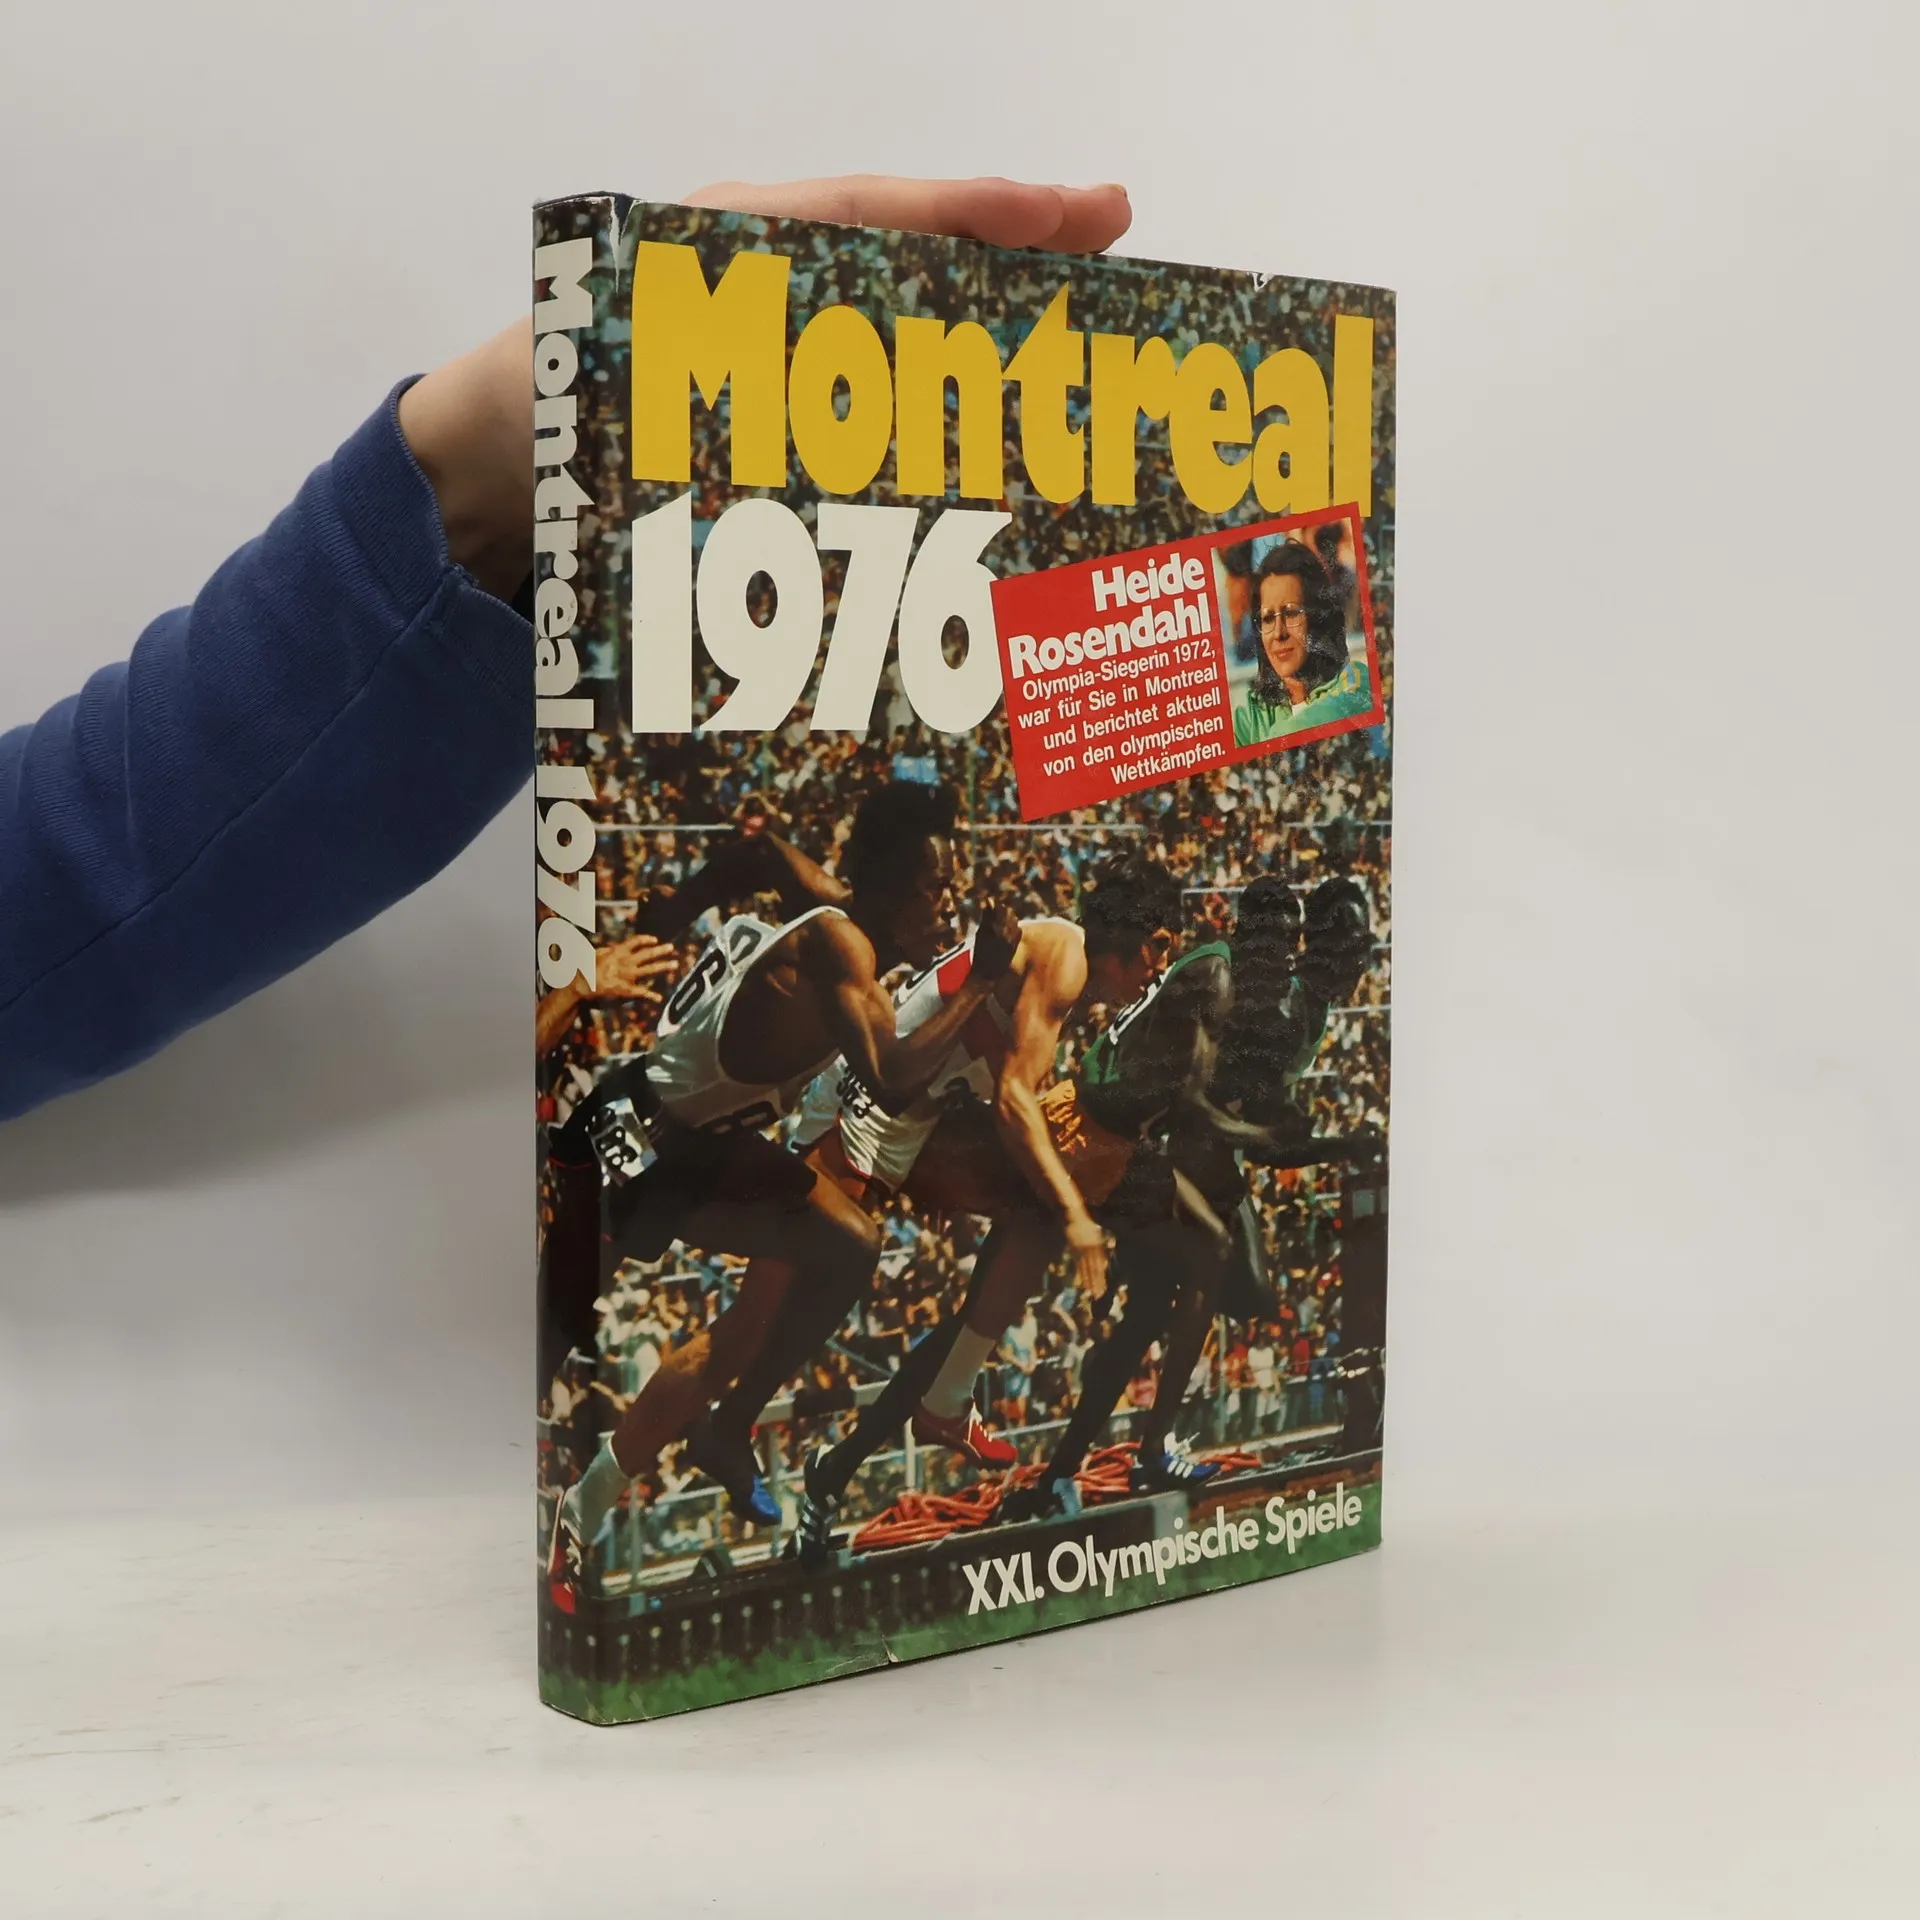 Montreal 1976
Montreal
1976
Heide
Rosendahl
Olympia-Siegerin 1972,
war für Sie in Montreal
und berichtet aktuell
von den olympischen
Wettkämpfen.
XXI. Olympische Spiele